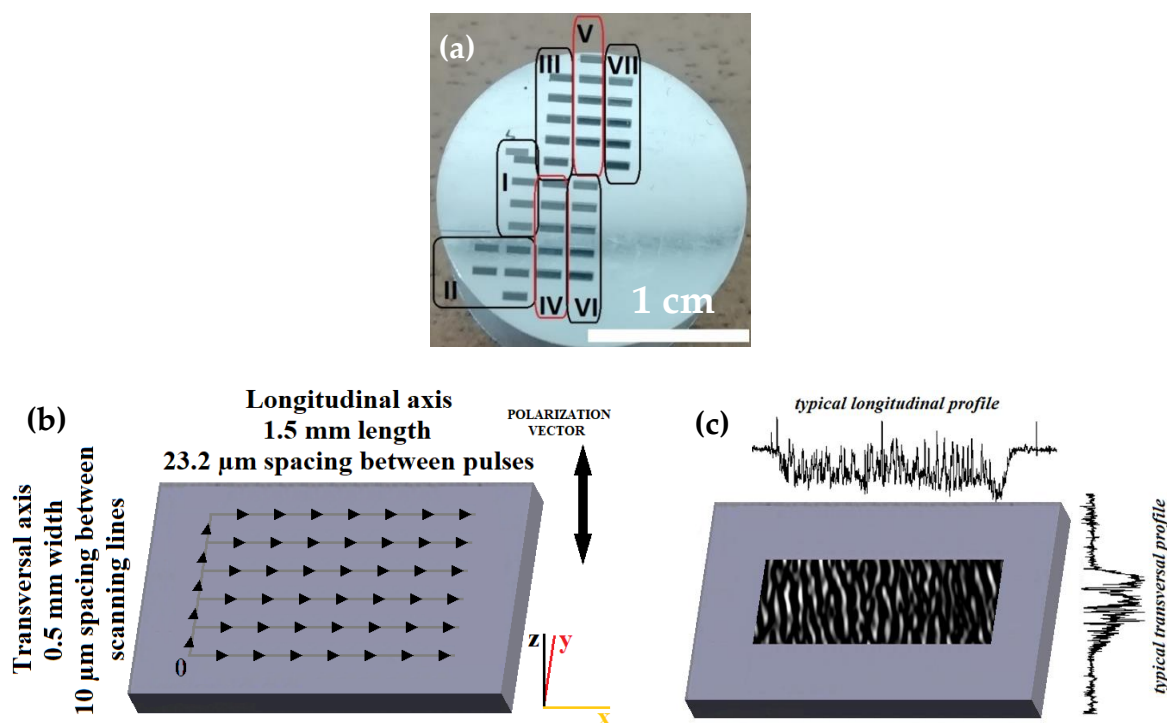 (a)
V
III
VII
I
II
IV
VI
1 cm
(b)
Longitudinal axis
1.5 mm length
23.2 µm spacing between pulses
POLARIZATION
VECTOR
Transversal axis
0.5 mm width
10 µm spacing between
scanning lines
0
z
y
x
(c)
typical longitudinal profile
typical transversal profile